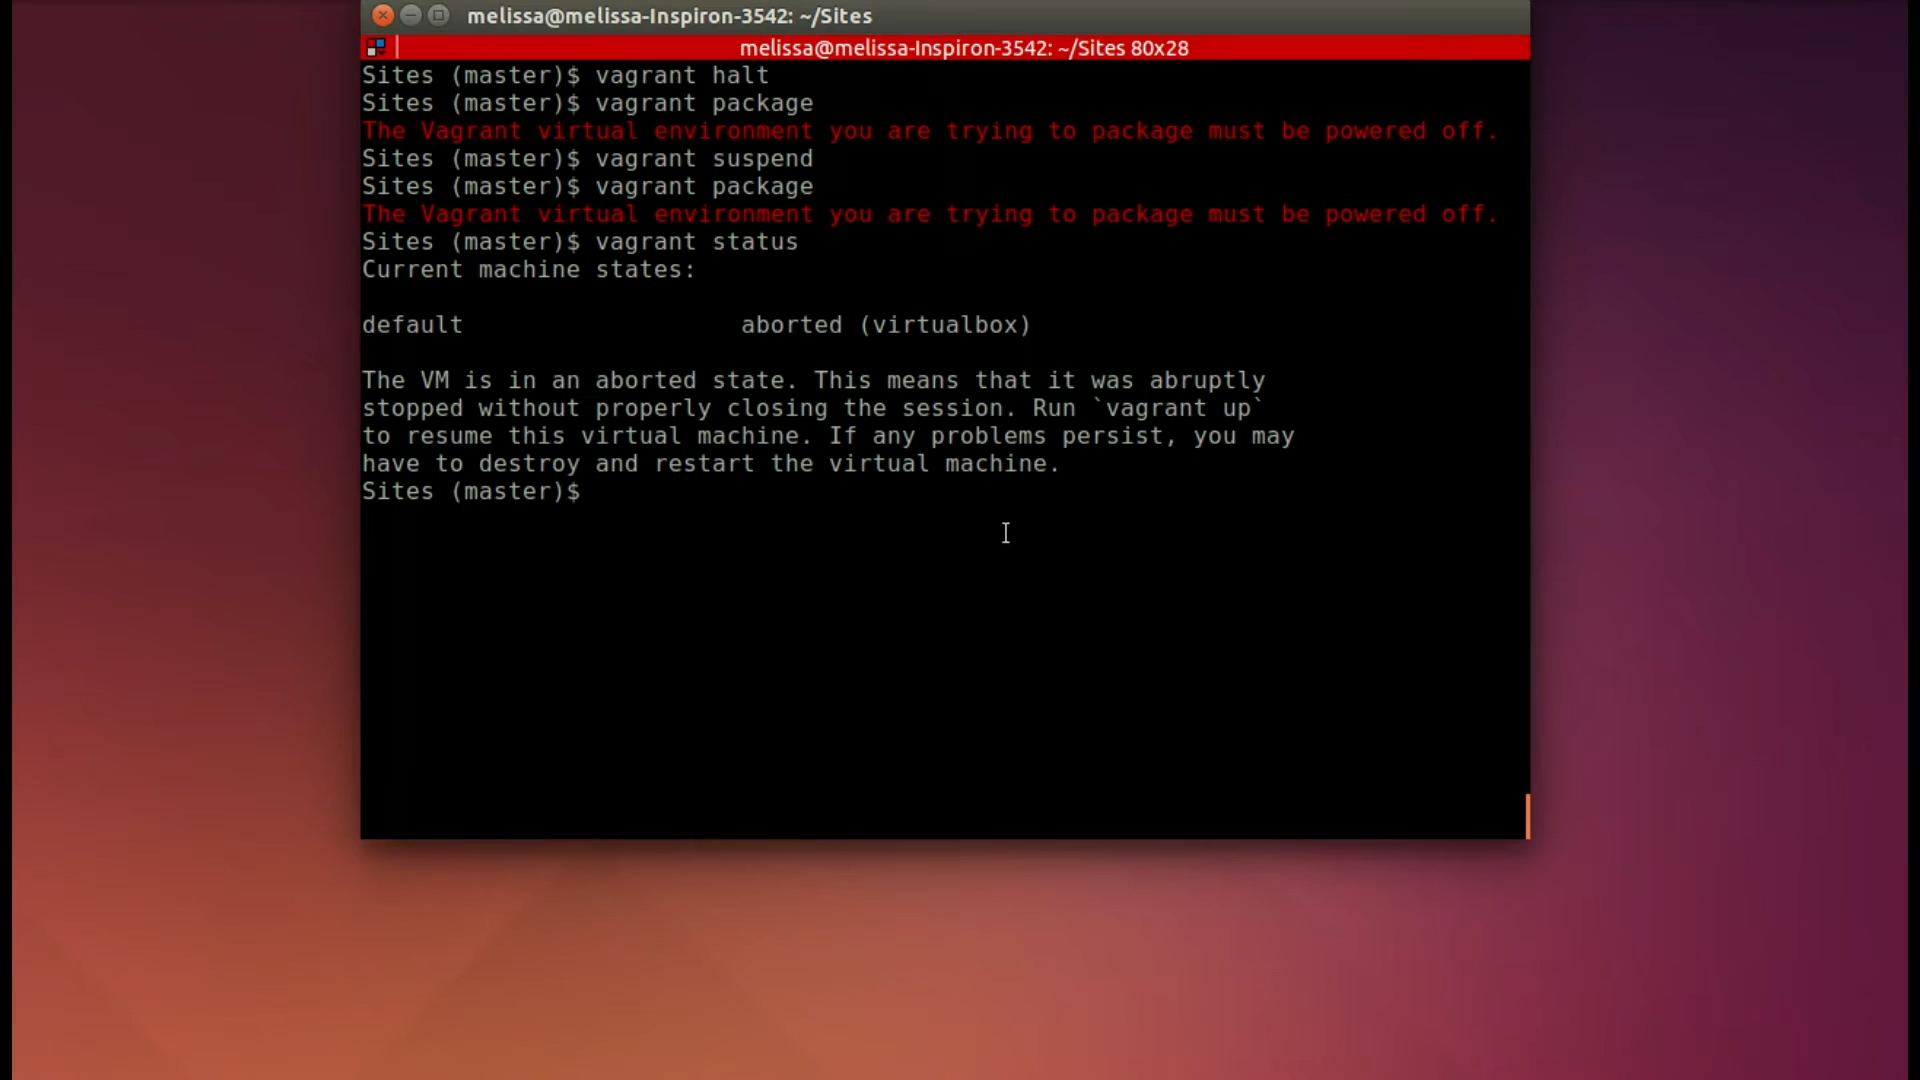 melissa@melissa-Inspiron-3542: ~/Sites
melissa@melissa-Inspiron-3542: ~/Sites 80x28
Sites (master)$ vagrant halt
Sites (master)$ vagrant package
The Vagrant virtual environment you are trying to package must be powered off.
Sites (master)$ vagrant suspend
Sites (master)$ vagrant package
The Vagrant virtual environment you are trying to package must be powered off.
Sites (master)$ vagrant status
Current machine states:
default                   aborted (virtualbox)
The VM is in an aborted state. This means that it was abruptly
stopped without properly closing the session. Run `vagrant up`
to resume this virtual machine. If any problems persist, you may
have to destroy and restart the virtual machine.
Sites (master)$